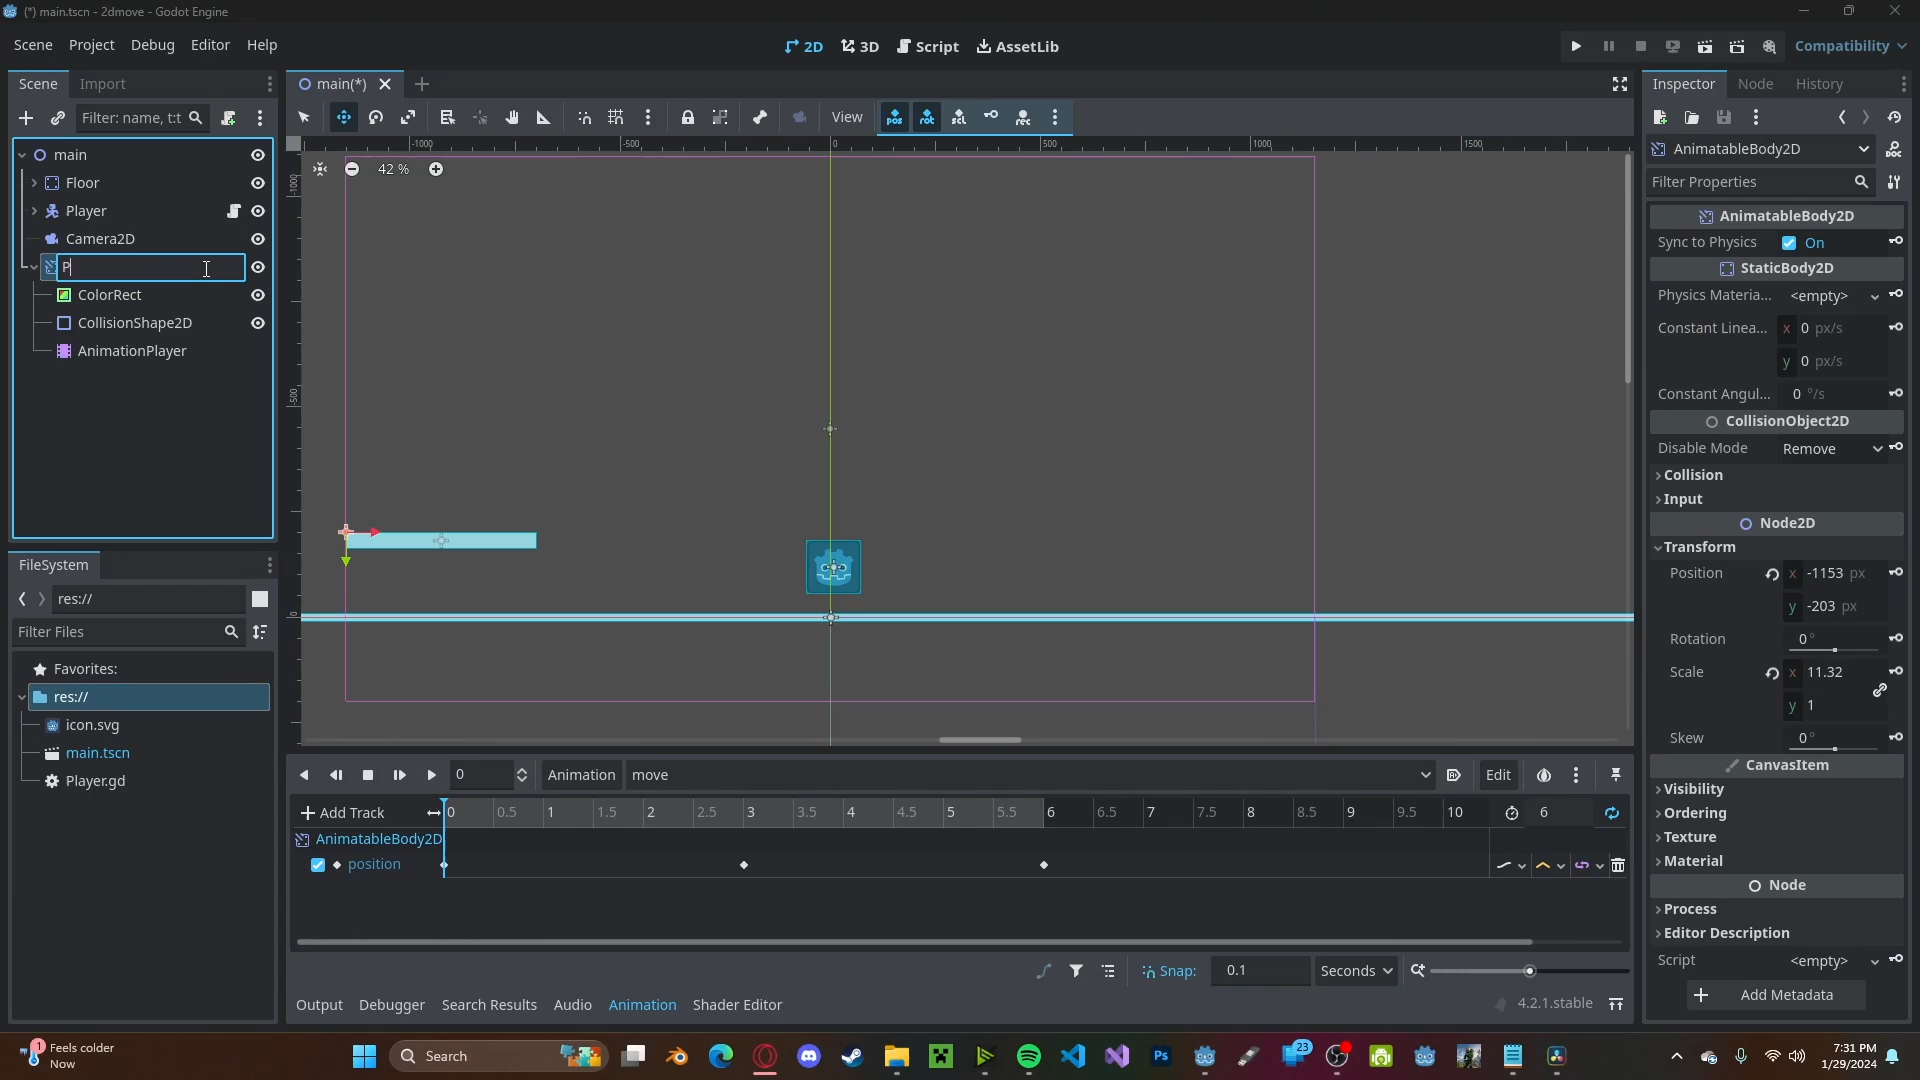 (*) main.tscn - 2dmove - Godot Engine
Scene Project Debug Editor Help
2D 3D Script AssetLib
Compatibility
Scene Import
main(*)
Inspector Node History
Filter: name, t:t
View
AnimatableBody2D
Filter Properties
main
Floor
Player
Camera2D
P
ColorRect
CollisionShape2D
AnimationPlayer
-1000 -500 0 500 1000 1500
-1000
-500
0
42 %
AnimatableBody2D
Sync to Physics On
StaticBody2D
Physics Materia... <empty>
Constant Linea... x 0 px/s
y 0 px/s
Constant Angul... 0 °/s
CollisionObject2D
Disable Mode Remove
Collision
Input
Node2D
Transform
Position x -1153 px
y -203 px
Rotation 0 °
Scale x 11.32
y 1
Skew 0 °
CanvasItem
Visibility
Ordering
Texture
Material
Node
Process
Editor Description
Script <empty>
Add Metadata
FileSystem
res://
Filter Files
Favorites:
res://
icon.svg
main.tscn
Player.gd
0 Animation move Edit
Add Track 0 0.5 1 1.5 2 2.5 3 3.5 4 4.5 5 5.5 6 6.5 7 7.5 8 8.5 9 9.5 10 6
AnimatableBody2D
position
Snap: 0.1 Seconds
Output Debugger Search Results Audio Animation Shader Editor
4.2.1.stable
1 Feels colder
Now
Search
Ps
23
7:31 PM
1/29/2024